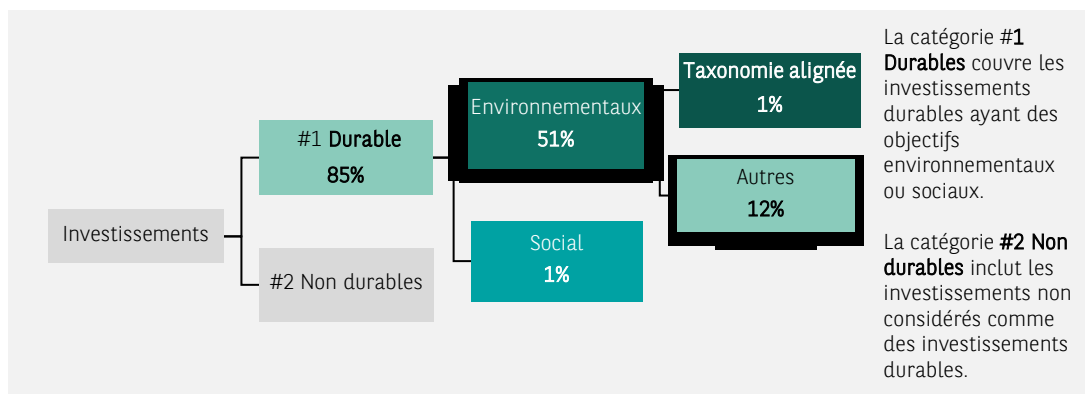 Investissements
#1 Durable
85%
#2 Non durables
Environnementaux
51%
Social
1%
Taxonomie alignée
1%
Autres
12%
La catégorie #1
Durables couvre les
investissements
durables ayant des
objectifs
environnementaux
ou sociaux.
La catégorie #2 Non
durables inclut les
investissements non
considérés comme
des investissements
durables.